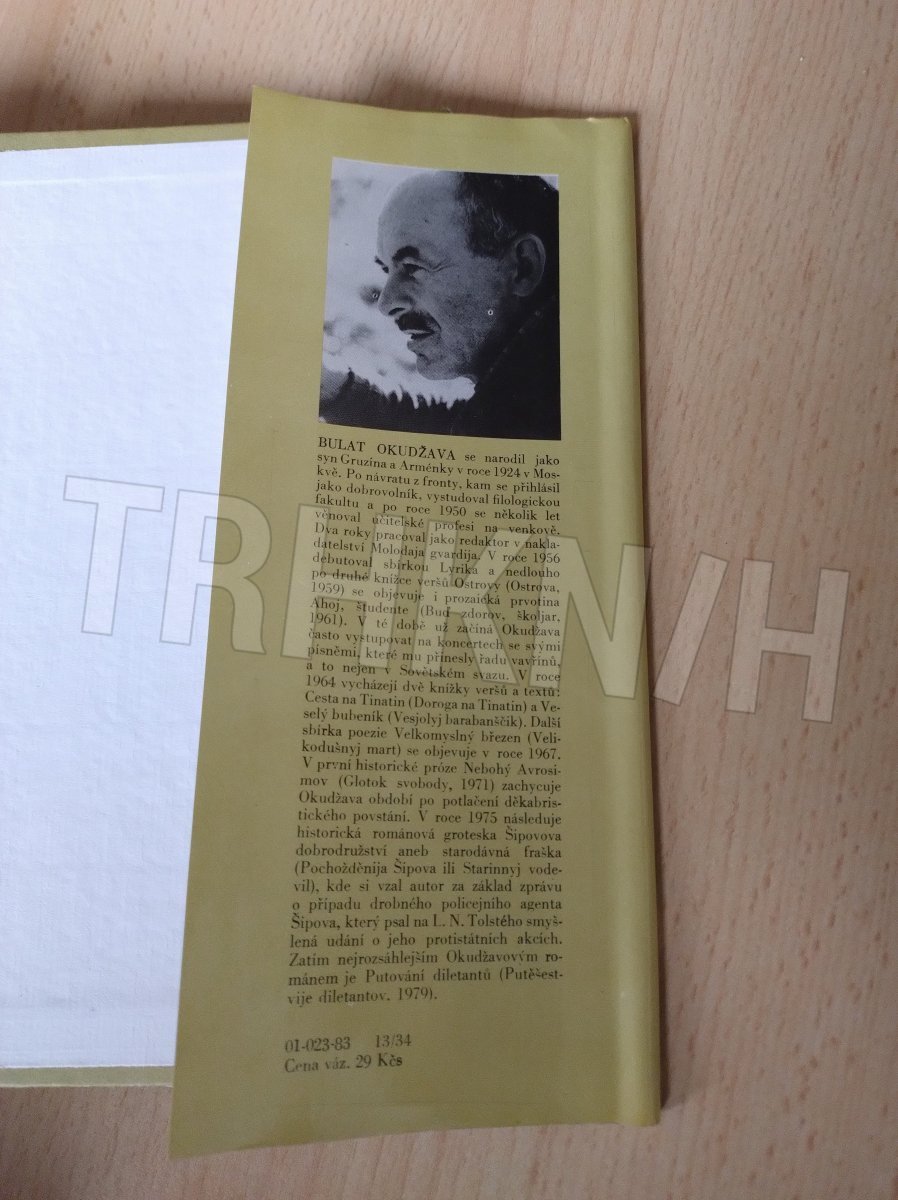 BULAT OKUDŽAVA se narodil jako
syn Gruzína a Arménky v roce 1924 v Mos-
kvě. Po návratu z fronty, kam se přihlásil
jako dobrovolník, vystudoval filologickou
fakultu a po roce 1950 se několik let
věnoval učitelské profesi na venkově.
Dva roky pracoval jako redaktor v nakla-
datelství Molodaja gvardija. V roce 1956
debutoval sbírkou Lyrika a nedlouho
po druhé knížce veršů Ostrovy (Ostrova,
1959) se objevuje i prozaická prvotina
Ahoj, študente (Buď zdorov, školjar,
1961). V té době už začíná Okudžava
často vystupovat na koncertech se svými
písněmi, které mu přinesly řadu vavřínů,
a to nejen v Sovětském svazu. V roce
1964 vycházejí dvě knížky veršů a textů:
Cesta na Tinatin (Doroga na Tinatin) a Ve-
selý bubeník (Vesjolyj barabanščik). Další
sbírka poezie Velkomyslný březen (Veli-
kodušnyj mart) se objevuje v roce 1967.
V první historické próze Nebohý Avrosi-
mov (Glotok svobody, 1971) zachycuje
Okudžava období po potlačení děkabris-
tického povstání. V roce 1975 následuje
historická románová groteska Šipovova
dobrodružství aneb starodávná fraška
(Pochožděnija Šipova ili Starinnyj vode-
vil), kde si vzal autor za základ zprávu
o případu drobného policejního agenta
Šipova, který psal na L. N. Tolstého smyš-
lená udání o jeho protistátních akcích.
Zatím nejrozsáhlejším Okudžavovým ro-
mánem je Putování diletantů (Putěšest-
vije diletantov, 1979).
01-023-83 13/34
Cena váz. 29 Kčs